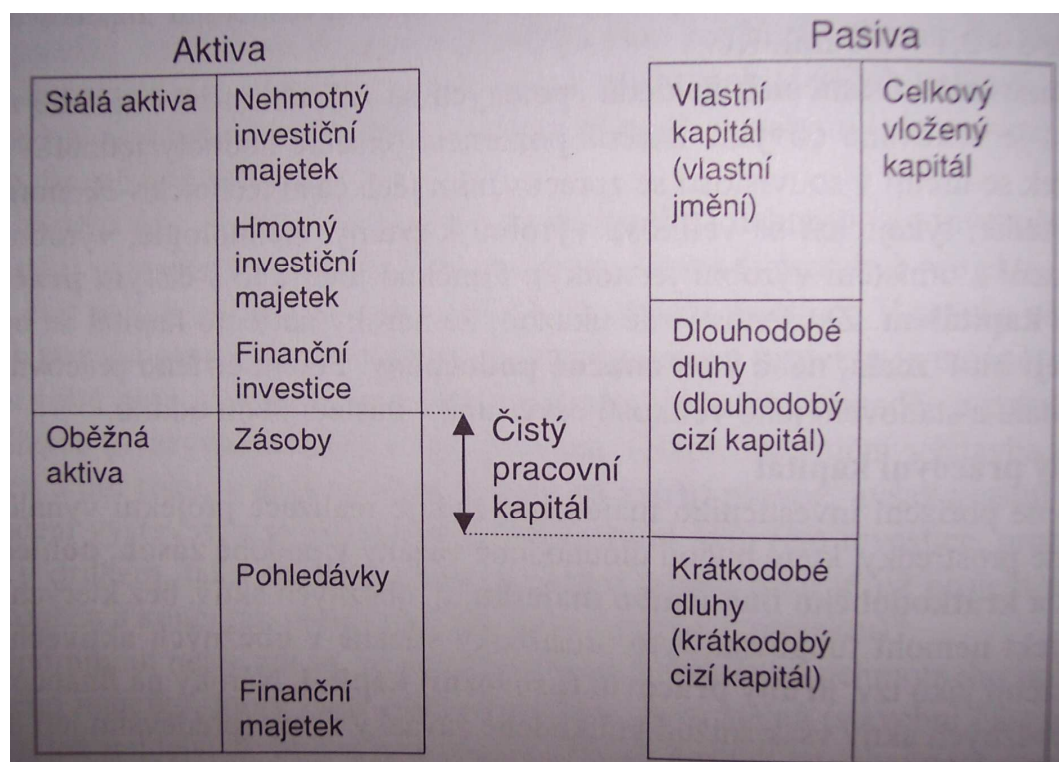 Aktiva
Stálá aktiva
Nehmotný
investiční
majetek
Hmotný
investiční
majetek
Finanční
investice
Oběžná
aktiva
Zásoby
Pohledávky
Finanční
majetek
Čistý
pracovní
kapitál
Pasiva
Vlastní
kapitál
(vlastní
jmění)
Dlouhodobé
dluhy
(dlouhodobý
cizí kapitál)
Krátkodobé
dluhy
(krátkodobý
cizí kapitál)
Celkový
vložený
kapitál